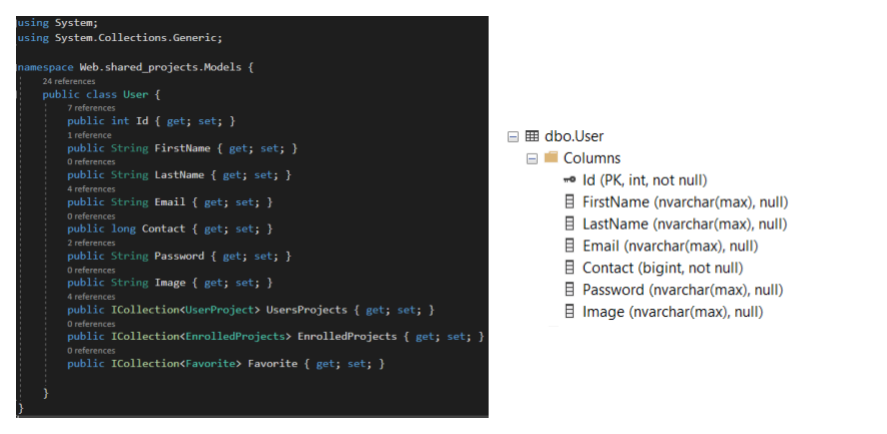 using System;
using System.Collections.Generic;
namespace Web.shared_projects.Models {
24 references
public class User {
7 references
public int Id { get; set; }
1 reference
public String FirstName { get; set; }
0 references
public String LastName { get; set; }
4 references
public String Email { get; set; }
0 references
public long Contact { get; set; }
2 references
public String Password { get; set; }
0 references
public String Image { get; set; }
4 references
public ICollection<UserProject> UsersProjects { get; set; }
0 references
public ICollection<EnrolledProjects> EnrolledProjects { get; set; }
0 references
public ICollection<Favorite> Favorite { get; set; }
}
}
dbo.User
Columns
Id (PK, int, not null)
FirstName (nvarchar(max), null)
LastName (nvarchar(max), null)
Email (nvarchar(max), null)
Contact (bigint, not null)
Password (nvarchar(max), null)
Image (nvarchar(max), null)